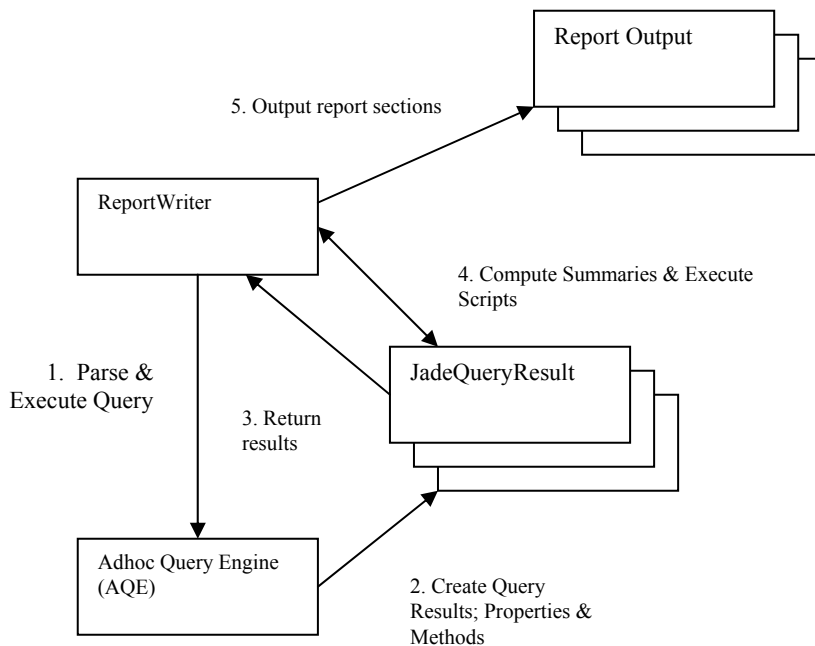 Report Output
5. Output report sections
ReportWriter
4. Compute Summaries & Execute
Scripts
JadeQueryResult
1.  Parse &
Execute Query
3. Return
results
Adhoc Query Engine
(AQE)
2. Create Query
Results; Properties &
Methods